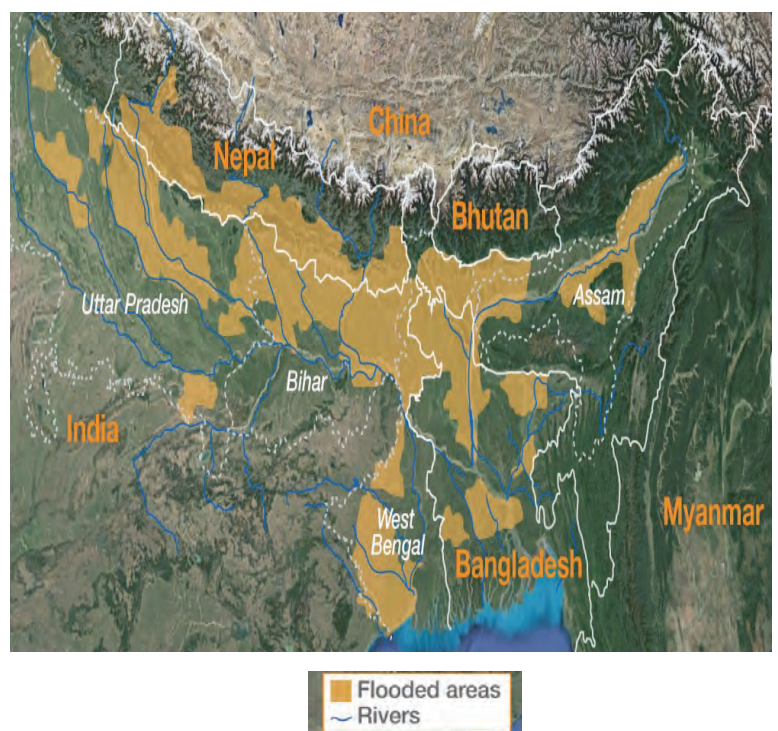 China
Nepal
Bhutan
Uttar Pradesh
Assam
Bihar
India
West
Bengal
Myanmar
Bangladesh
Flooded areas
Rivers